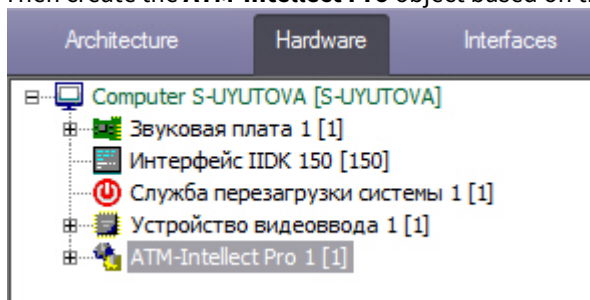 Then create the ATM-Intellect Pro object based on th
Architecture Hardware Interfaces
Computer S-UYUTOVA [S-UYUTOVA]
Звуковая плата 1 [1]
Интерфейс IIDK 150 [150]
Служба перезагрузки системы 1 [1]
Устройство видеоввода 1 [1]
ATM-Intellect Pro 1 [1]